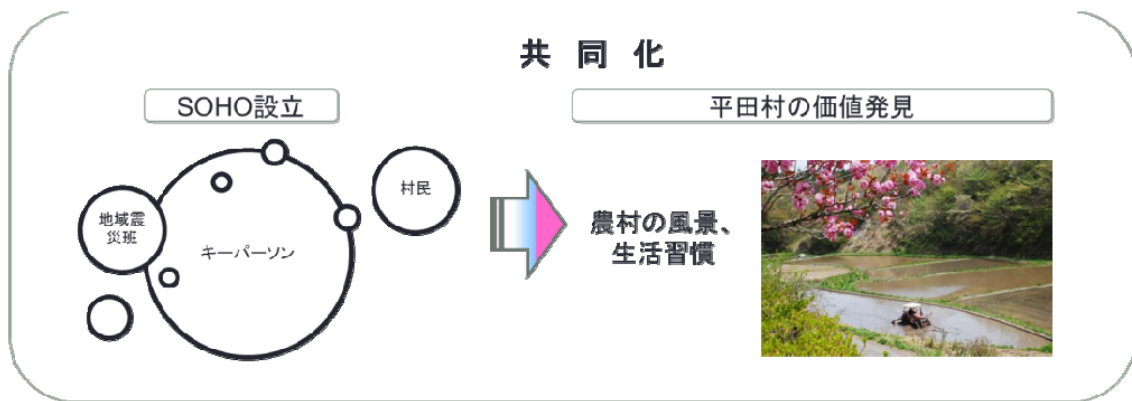 共同化
SOHO設立
平田村の価値発見
地域震
災班
キーパーソン
村民
農村の風景、
生活習慣